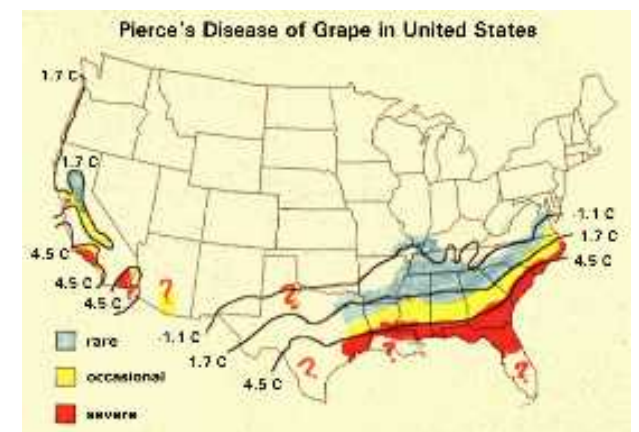 Pierce's Disease of Grape in United States
1.7 C
1.7 C
-1.1 C
1.7 C
4.5 C
4.5 C
4.5 C
4.5 C
?
?
-1.1 C
1.7 C
4.5 C
?
?
?
?
rare
occasional
severe